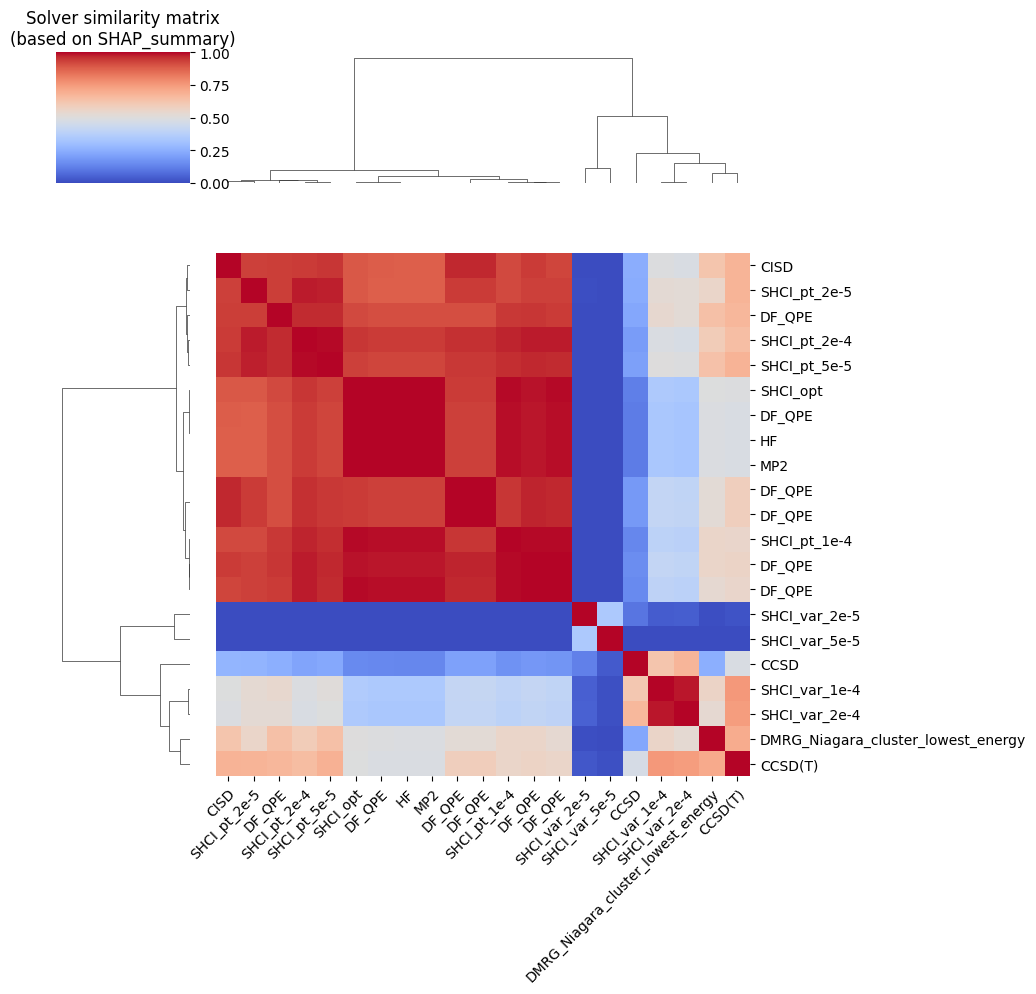 Solver similarity matrix
(based on SHAP_summary)
1.00
0.75
0.50
0.25
0.00
CISD
SHCI_pt_2e-5
DF_QPE
SHCI_pt_2e-4
SHCI_pt_5e-5
SHCI_opt
DF_QPE
HF
MP2
DF_QPE
DF_QPE
SHCI_pt_1e-4
DF_QPE
DF_QPE
SHCI_var_2e-5
SHCI_var_5e-5
CCSD
SHCI_var_1e-4
SHCI_var_2e-4
DMRG_Niagara_cluster_lowest_energy
CCSD(T)
CISD
SHCI_pt_2e-5
DF_QPE
SHCI_pt_2e-4
SHCI_pt_5e-5
SHCI_opt
DF_QPE
HF
MP2
DF_QPE
DF_QPE
SHCI_pt_1e-4
DF_QPE
DF_QPE
SHCI_var_2e-5
SHCI_var_5e-5
CCSD
SHCI_var_1e-4
SHCI_var_2e-4
DMRG_Niagara_cluster_lowest_energy
CCSD(T)